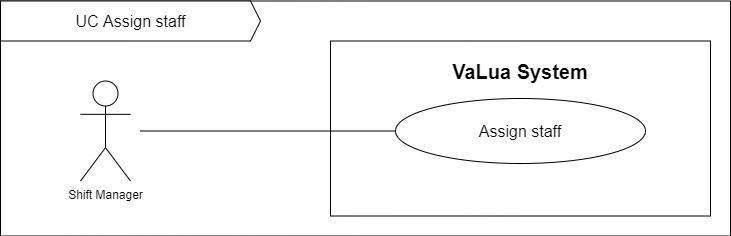 UC Assign staff
VaLua System
Assign staff
Shift Manager